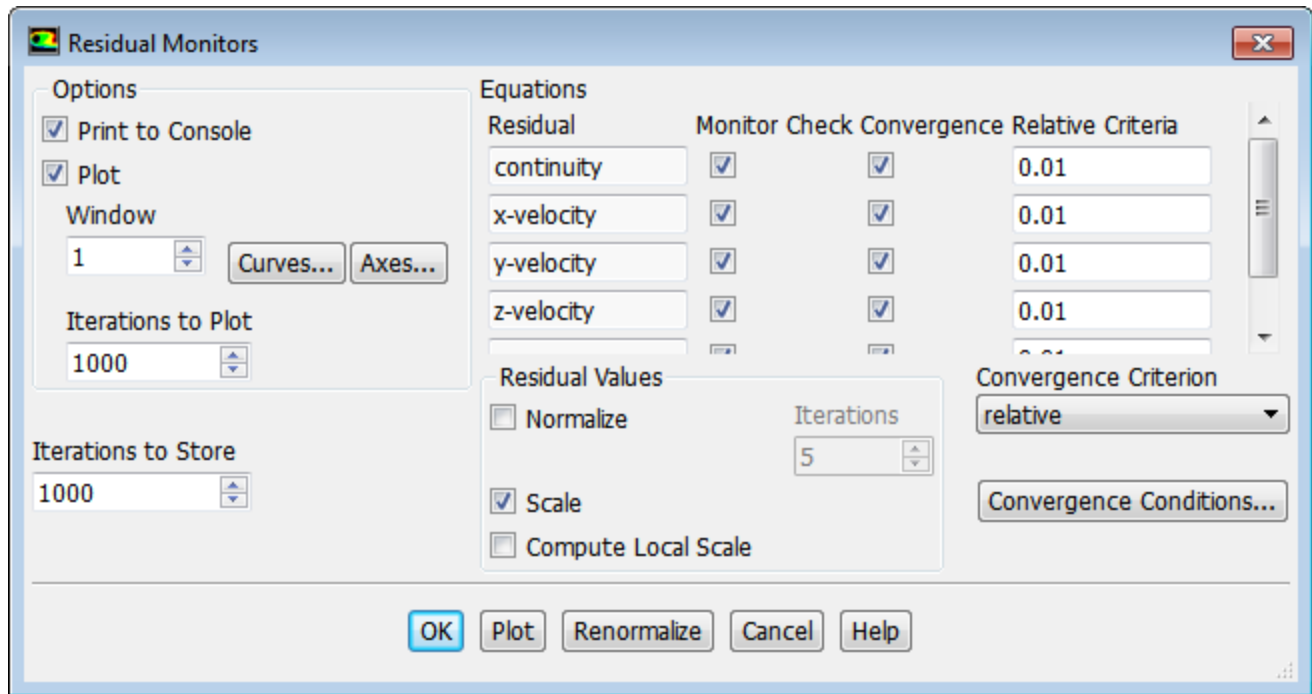 Residual Monitors
Options
Print to Console
Plot
Window
1
Curves... Axes...
Iterations to Plot
1000
Iterations to Store
1000
Equations
Residual Monitor Check Convergence Relative Criteria
continuity 0.01
x-velocity 0.01
y-velocity 0.01
z-velocity 0.01
Residual Values
Normalize
Iterations
5
Scale
Compute Local Scale
Convergence Criterion
relative
Convergence Conditions...
OK Plot Renormalize Cancel Help